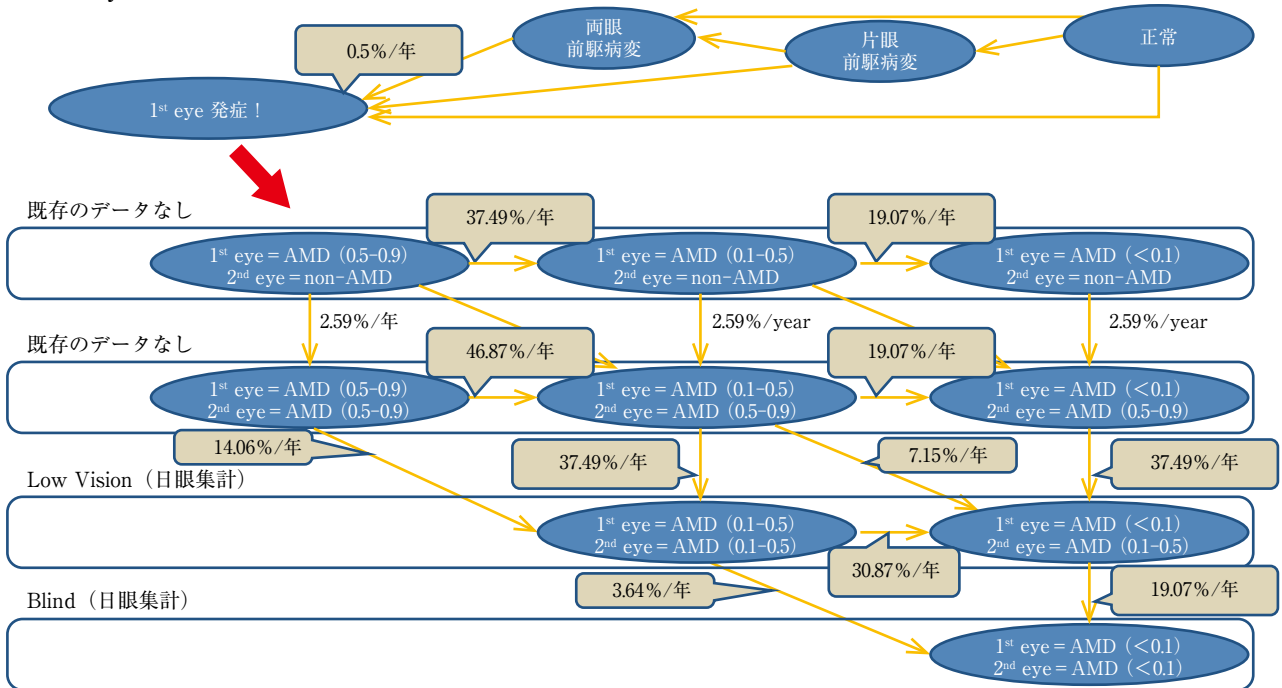 両眼
前駆病変
片眼
前駆病変
正常
0.5%/年
1st eye 発症！
既存のデータなし
37.49%/年
19.07%/年
1st eye=AMD（0.5-0.9）
2nd eye=non-AMD
1st eye=AMD（0.1-0.5）
2nd eye=non-AMD
1st eye=AMD（<0.1）
2nd eye=non-AMD
2.59%/年
2.59%/year
2.59%/year
既存のデータなし
46.87%/年
19.07%/年
1st eye=AMD（0.5-0.9）
2nd eye=AMD（0.5-0.9）
1st eye=AMD（0.1-0.5）
2nd eye=AMD（0.5-0.9）
1st eye=AMD（<0.1）
2nd eye=AMD（0.5-0.9）
14.06%/年
37.49%/年
7.15%/年
37.49%/年
Low Vision（日眼集計）
1st eye=AMD（0.1-0.5）
2nd eye=AMD（0.1-0.5）
1st eye=AMD（<0.1）
2nd eye=AMD（0.1-0.5）
3.64%/年
30.87%/年
19.07%/年
Blind（日眼集計）
1st eye=AMD（<0.1）
2nd eye=AMD（<0.1）